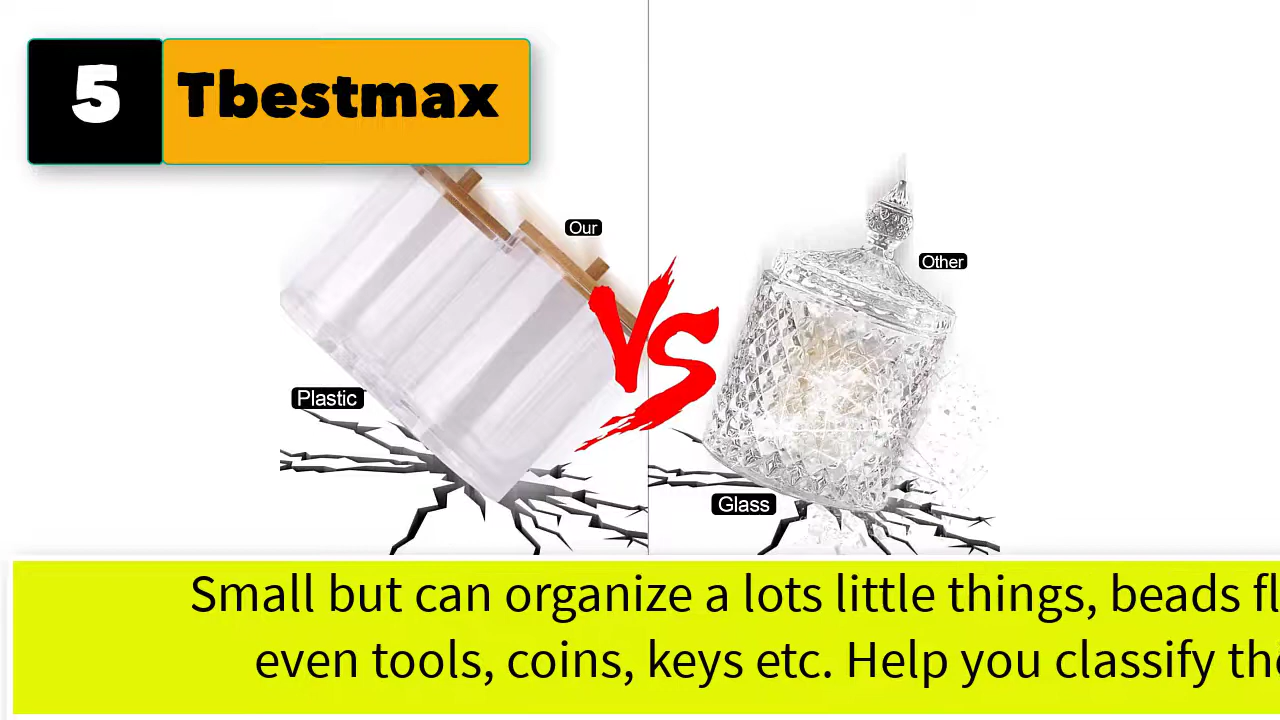 5 Tbestmax
Our
Other
VS
Plastic
Glass
Small but can organize a lots little things, beads
even tools, coins, keys etc. Help you classify